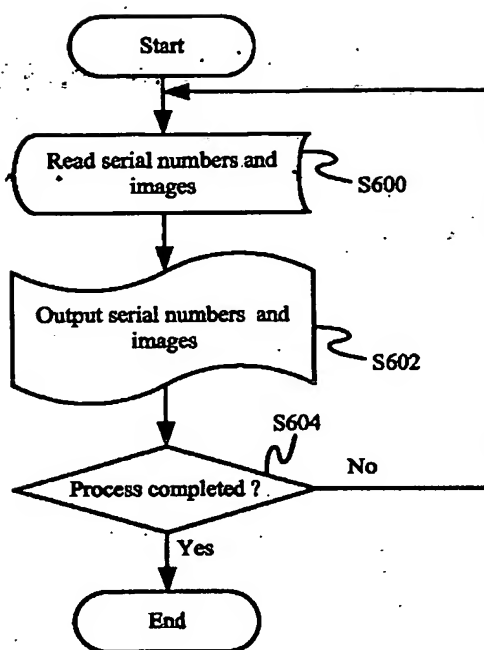 Start
Read serial numbers and
images
S600
Output serial numbers and
images
S602
S604
Process completed ?
No
Yes
End